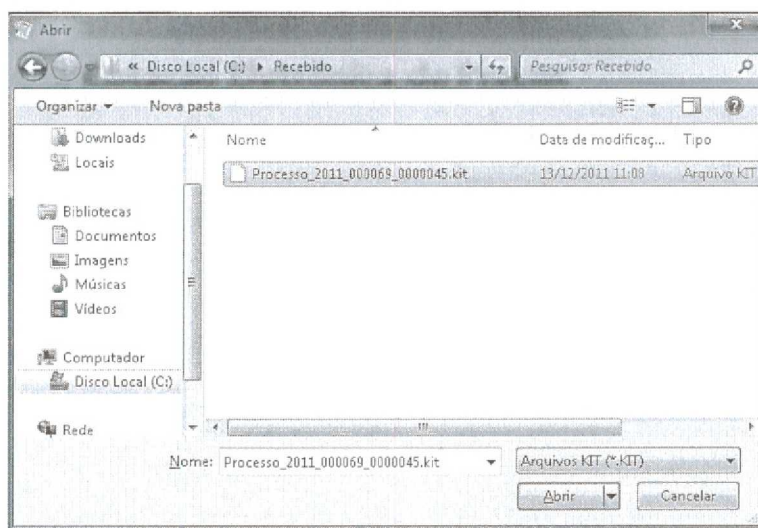 Abrir
« Disco Local (C:) ▸ Recebido
Pesquisar Recebido
Organizar ▾ Nova pasta
Downloads
Locais
Bibliotecas
Documentos
Imagens
Músicas
Vídeos
Computador
Disco Local (C:)
Rede
Nome Data de modificaç... Tipo
Processo_2011_000069_0000045.kit 13/12/2011 11:08 Arquivo KIT
Nome: Processo_2011_000069_0000045.kit Arquivos KIT (*.KIT)
Abrir Cancelar